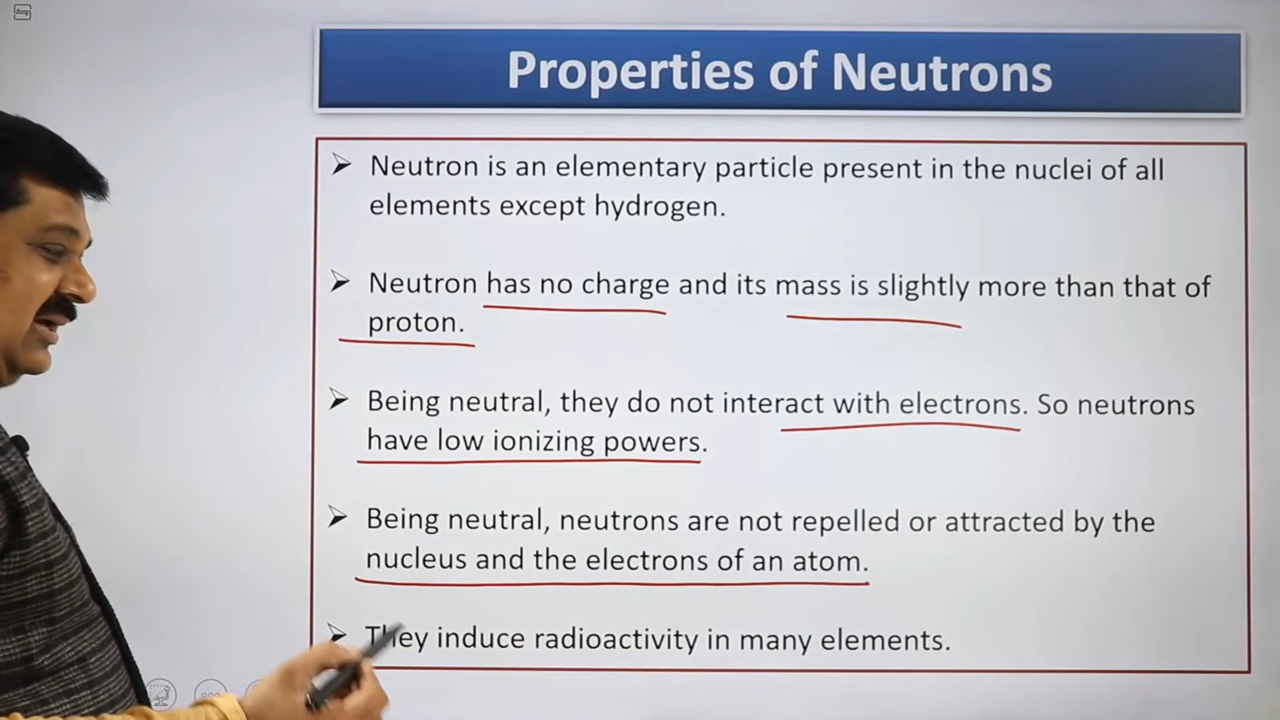 Properties of Neutrons
➢ Neutron is an elementary particle present in the nuclei of all
elements except hydrogen.
➢ Neutron has no charge and its mass is slightly more than that of
proton.
➢ Being neutral, they do not interact with electrons. So neutrons
have low ionizing powers.
➢ Being neutral, neutrons are not repelled or attracted by the
nucleus and the electrons of an atom.
➢ They induce radioactivity in many elements.